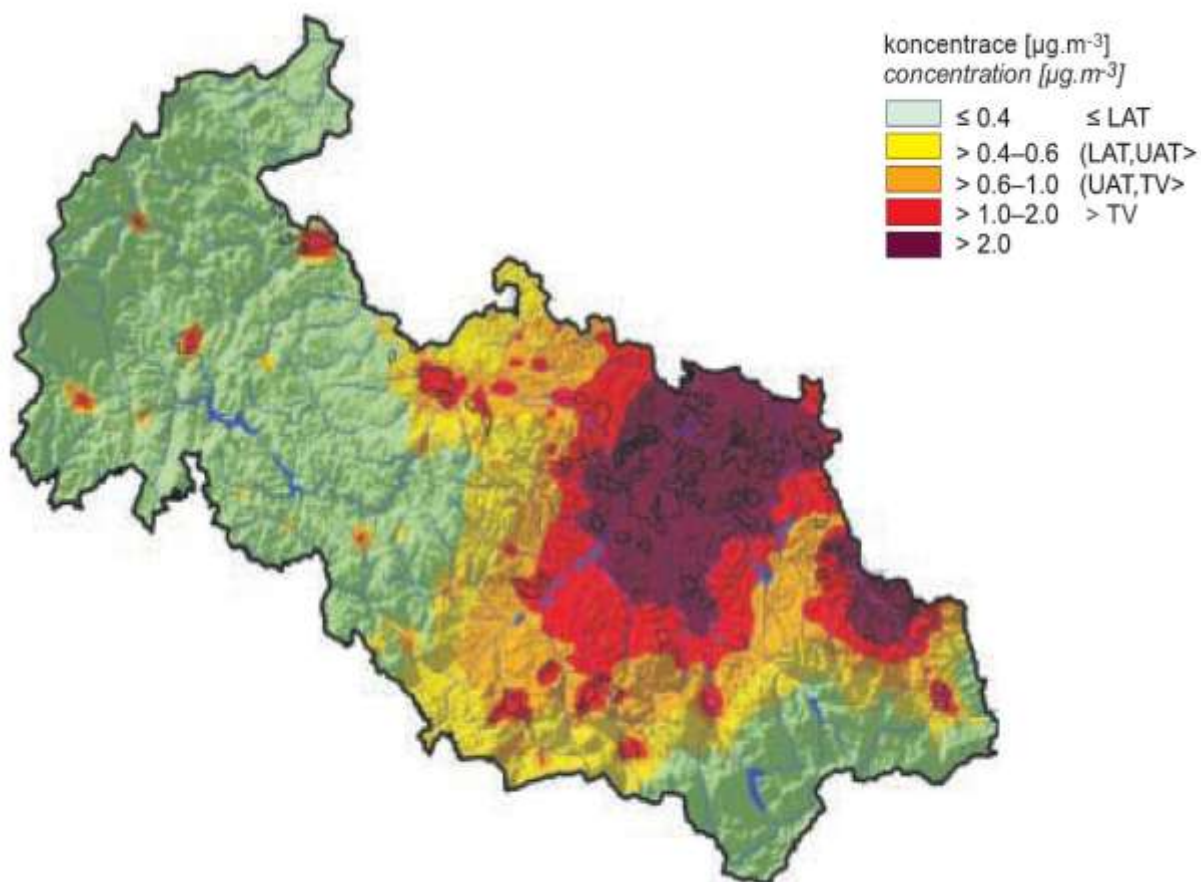 koncentrace [µg.m-3]
concentration [µg.m-3]
≤ 0.4 ≤ LAT
> 0.4–0.6 (LAT,UAT>
> 0.6–1.0 (UAT,TV>
> 1.0–2.0 > TV
> 2.0